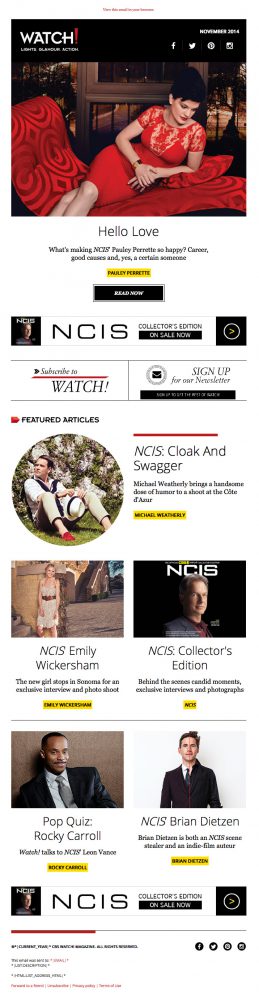 View this email in your browser.
WATCH!
LIGHTS. GLAMOUR. ACTION.
NOVEMBER 2014
Hello Love
What's making NCIS' Pauley Perrette so happy? Career,
good causes and, yes, a certain someone
PAULEY PERRETTE
READ NOW
NCIS
NCIS
COLLECTOR'S EDITION
ON SALE NOW
Subscribe to
WATCH!
SIGN UP
for our Newsletter
SIGN UP TO GET THE BEST OF WATCH!
FEATURED ARTICLES
NCIS: Cloak And
Swagger
Michael Weatherly brings a handsome
dose of humor to a shoot at the Côte
d'Azur
MICHAEL WEATHERLY
NCIS
NCIS' Emily
Wickersham
The new girl stops in Sonoma for an
exclusive interview and photo shoot
EMILY WICKERSHAM
NCIS: Collector's
Edition
Behind the scenes candid moments,
exclusive interviews and photographs
NCIS
Pop Quiz:
Rocky Carroll
Watch! talks to NCIS' Leon Vance
ROCKY CARROLL
NCIS' Brian Dietzen
Brian Dietzen is both an NCIS scene
stealer and an indie-film auteur
BRIAN DIETZEN
NCIS
NCIS
COLLECTOR'S EDITION
ON SALE NOW
©* |CURRENT_YEAR| * CBS WATCH! MAGAZINE. ALL RIGHTS RESERVED.
This email was sent to: * |EMAIL| *
* |LIST:DESCRIPTION| *
* |HTML:LIST_ADDRESS_HTML| *
Forward to a friend | Unsubscribe | Privacy policy | Terms of Use